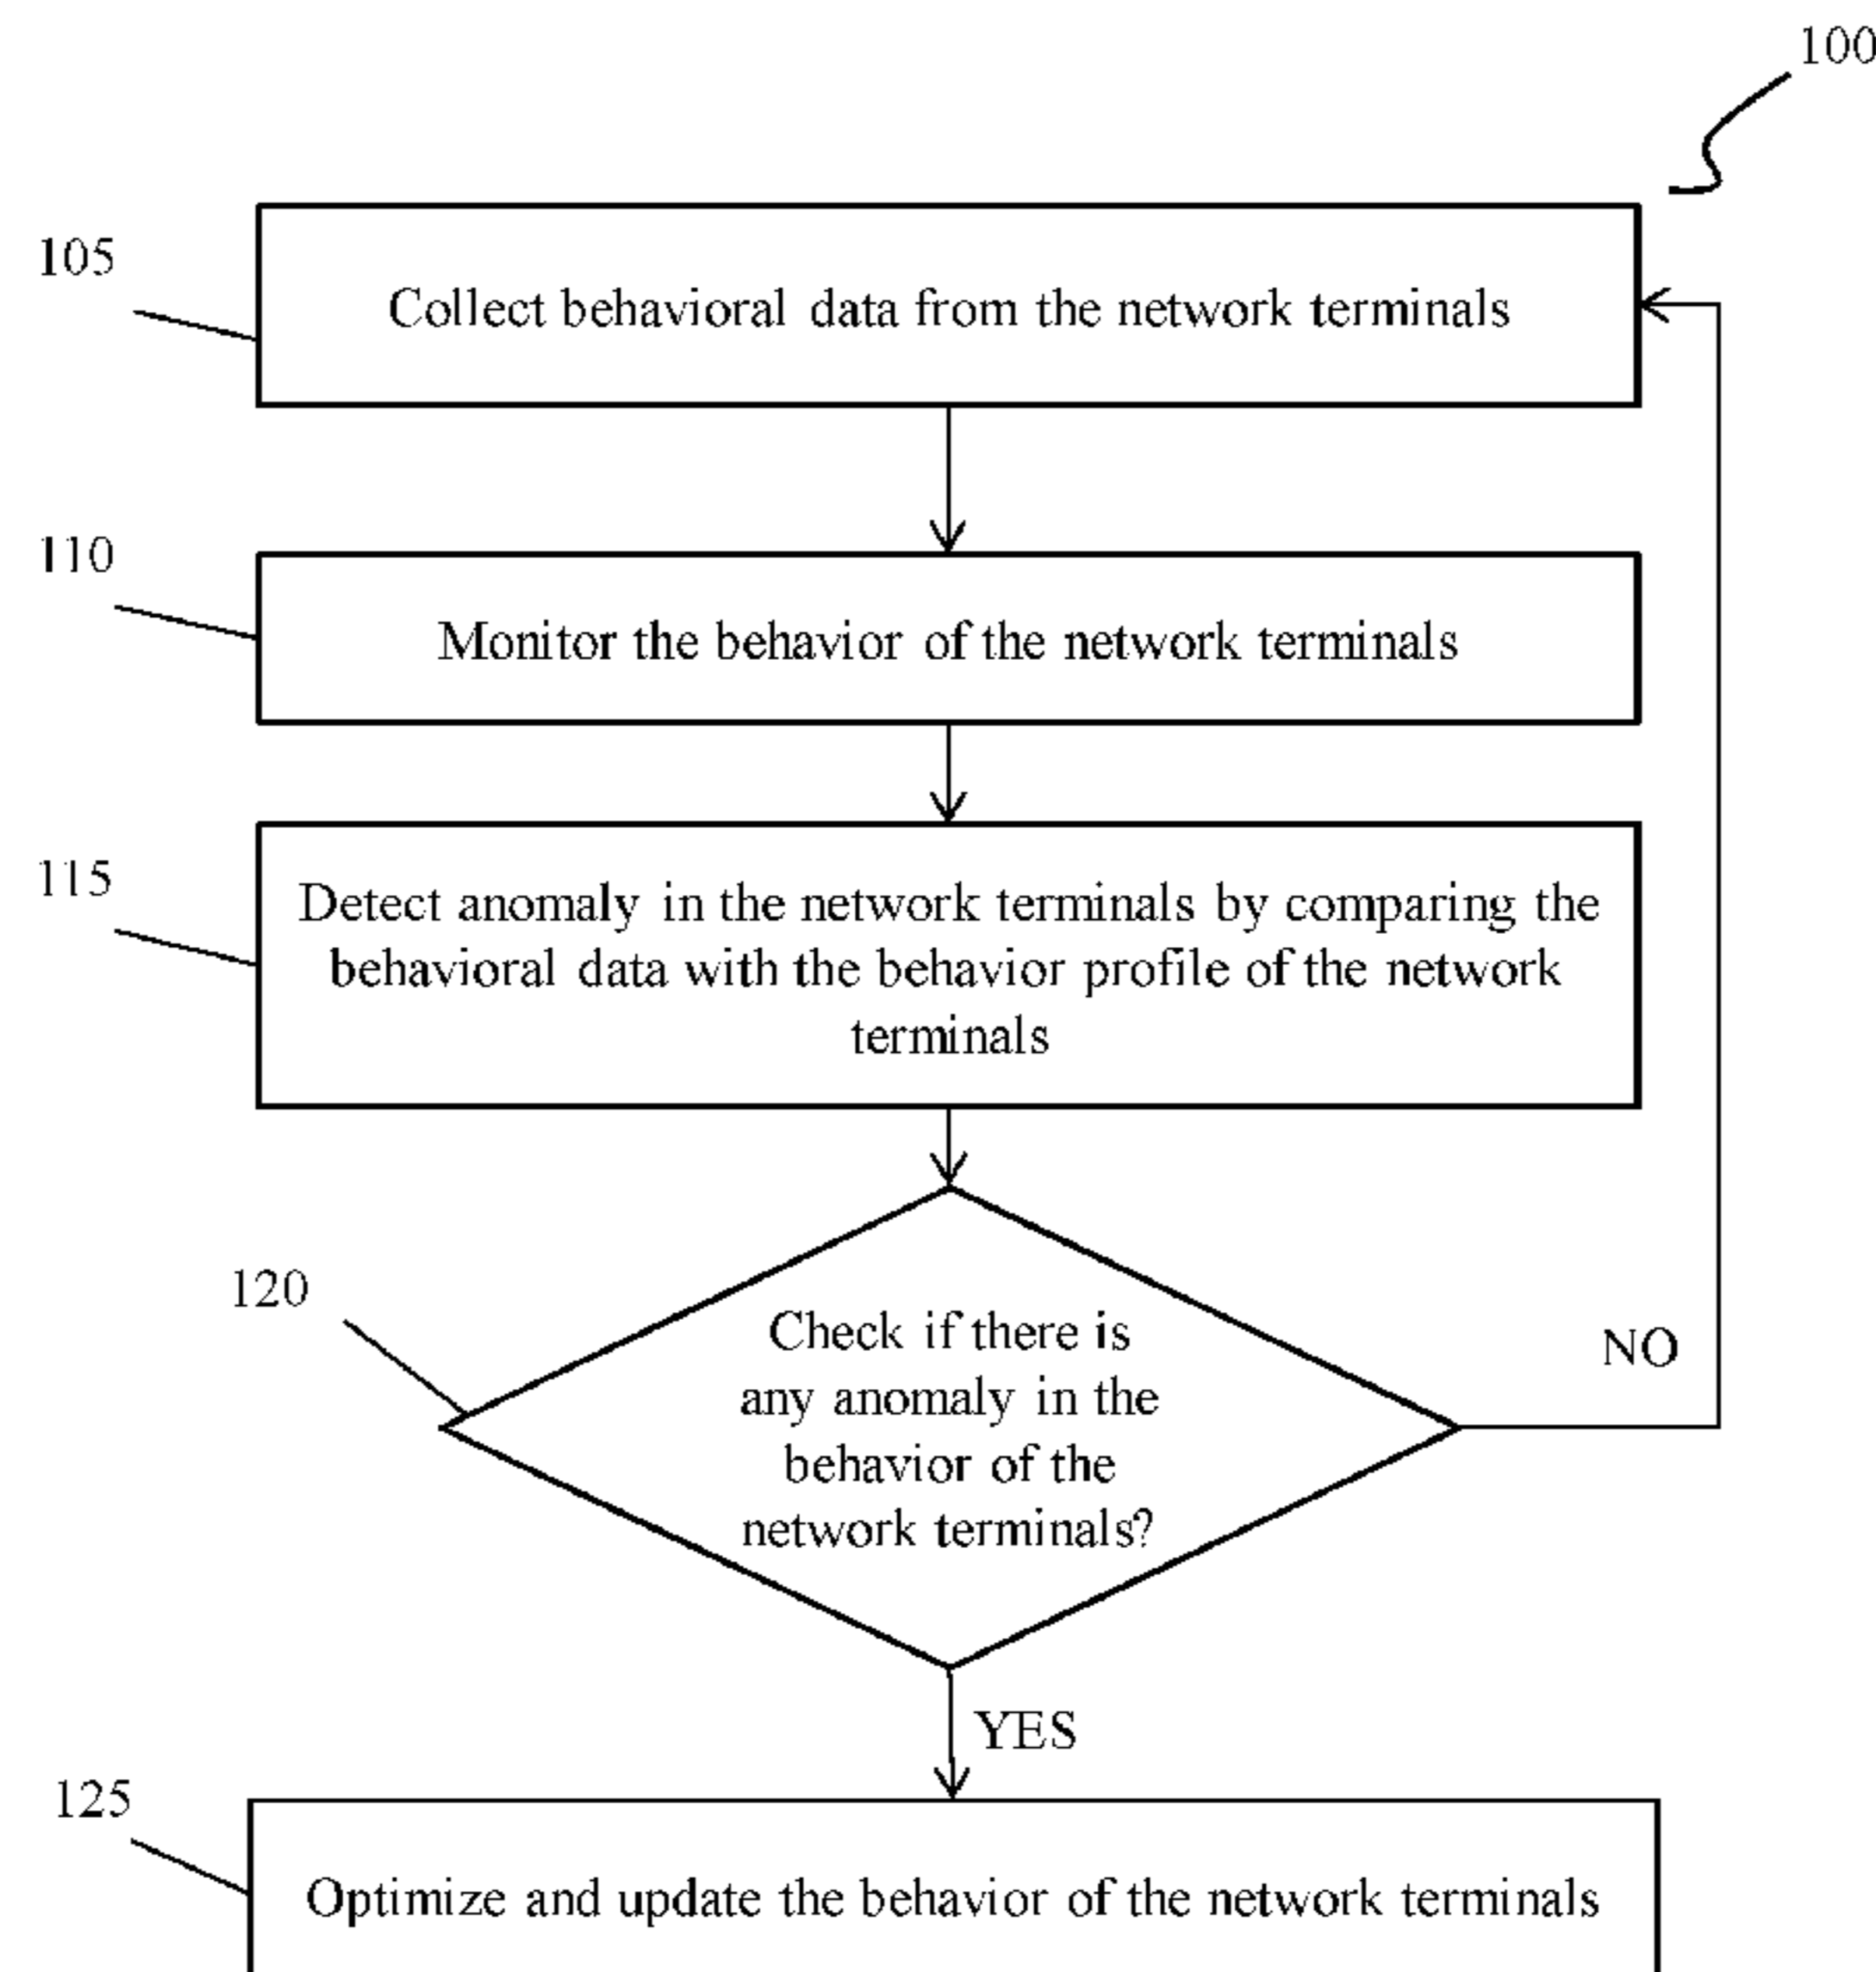 100
105
Collect behavioral data from the network terminals
110
Monitor the behavior of the network terminals
115
Detect anomaly in the network terminals by comparing the
behavioral data with the behavior profile of the network
terminals
120
Check if there is
any anomaly in the
behavior of the
network terminals?
NO
YES
125
Optimize and update the behavior of the network terminals